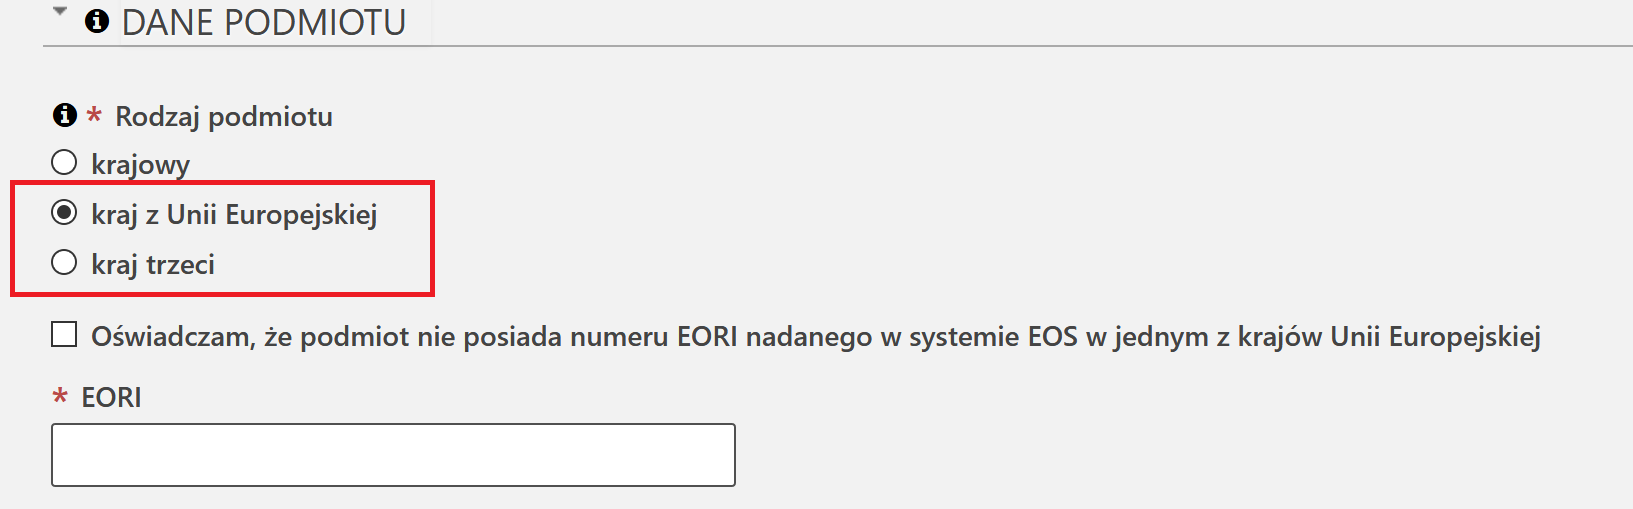 DANE PODMIOTU
* Rodzaj podmiotu
krajowy
kraj z Unii Europejskiej
kraj trzeci
Oświadczam, że podmiot nie posiada numeru EORI nadanego w systemie EOS w jednym z krajów Unii Europejskiej
* EORI